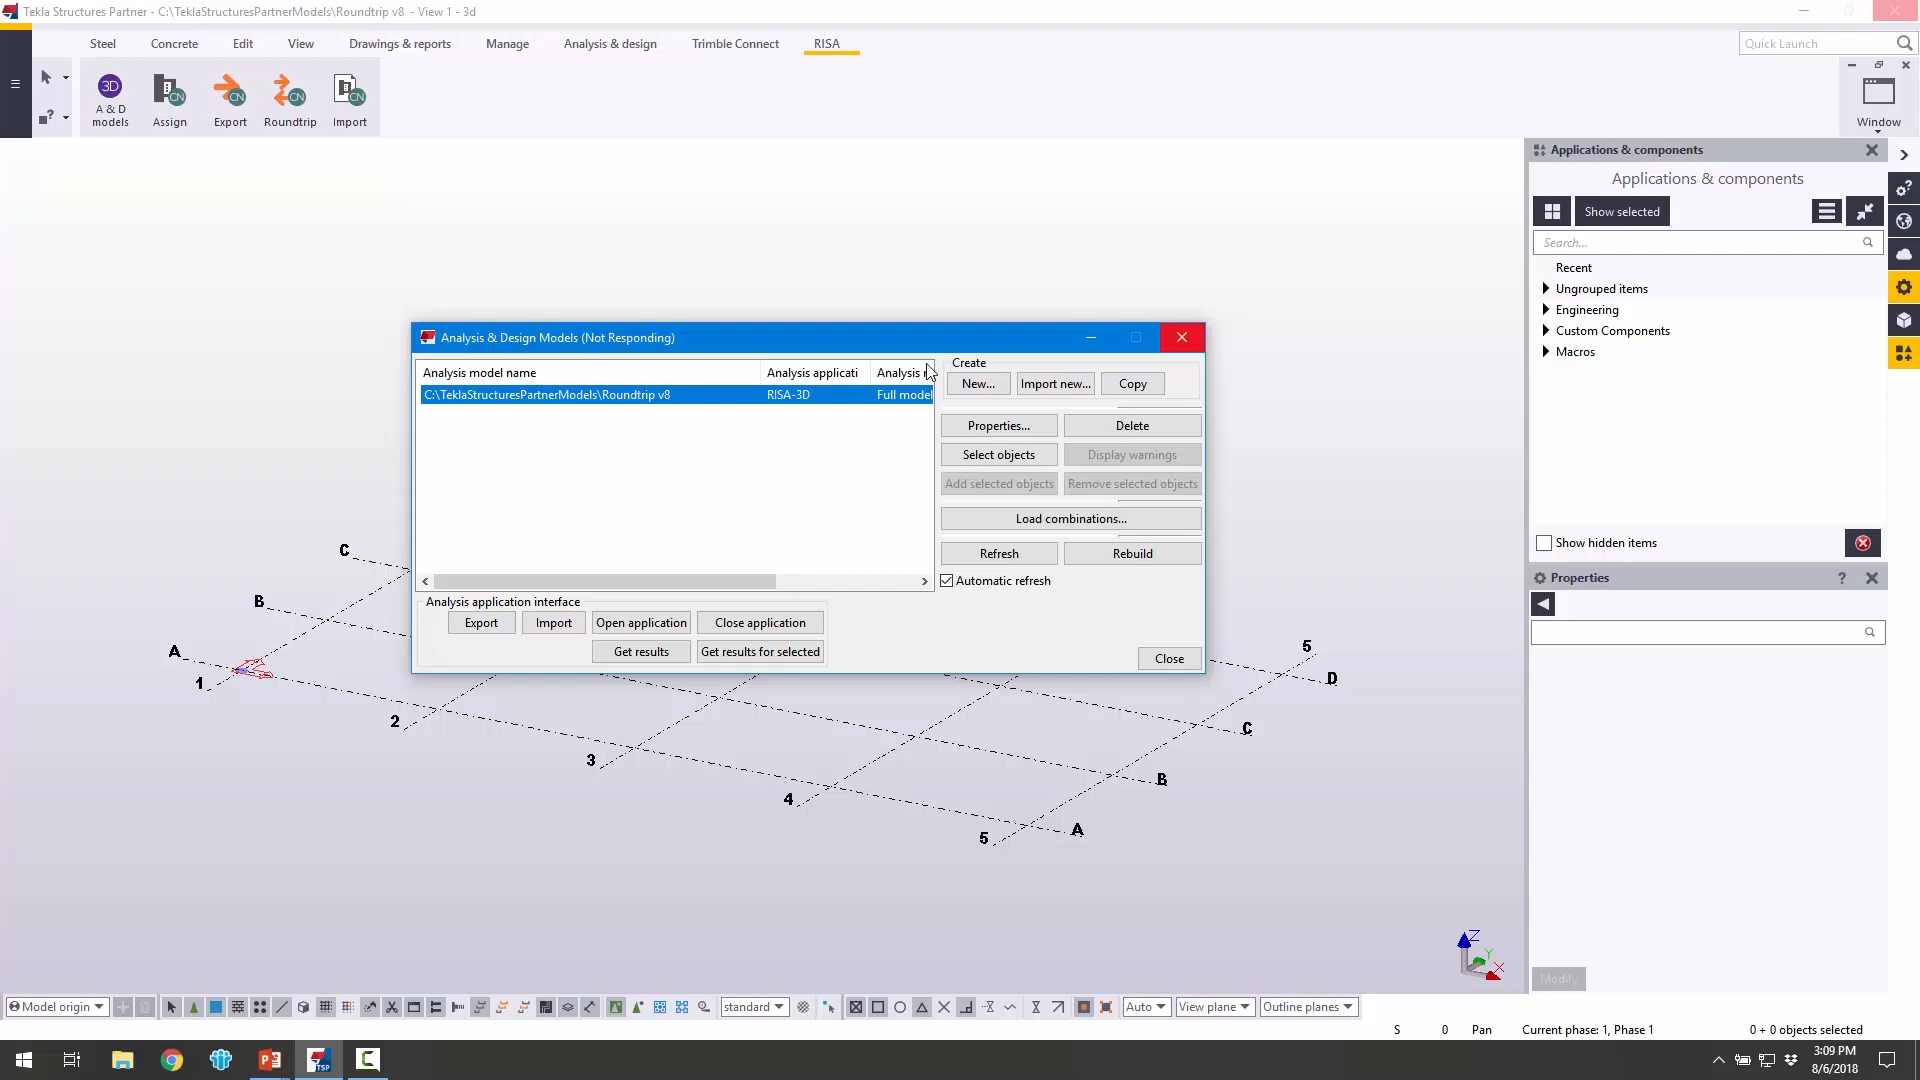 Tekla Structures Partner - C:\TeklaStructuresPartnerModels\Roundtrip v8 - View 1 - 3d
Steel Concrete Edit View Drawings & reports Manage Analysis & design Trimble Connect RISA
Quick Launch
3D CN CN CN CN
A & D models Assign Export Roundtrip Import
Window
Applications & components
Applications & components
Show selected
Search...
Recent
Ungrouped items
Engineering
Custom Components
Macros
Show hidden items
Properties
?
Modify
Analysis & Design Models (Not Responding)
Analysis model name Analysis applicati Analysis
C:\TeklaStructuresPartnerModels\Roundtrip v8 RISA-3D Full model
Create
New... Import new... Copy
Properties... Delete
Select objects Display warnings
Add selected objects Remove selected objects
Load combinations...
Refresh Rebuild
Automatic refresh
Analysis application interface
Export Import Open application Close application
Get results Get results for selected
Close
C
B
A
1
2
3
4
5
A
B
C
D
5
Z
Y
X
Model origin standard Auto View plane Outline planes
S 0 Pan Current phase: 1, Phase 1 0 + 0 objects selected
TSP
3:09 PM
8/6/2018